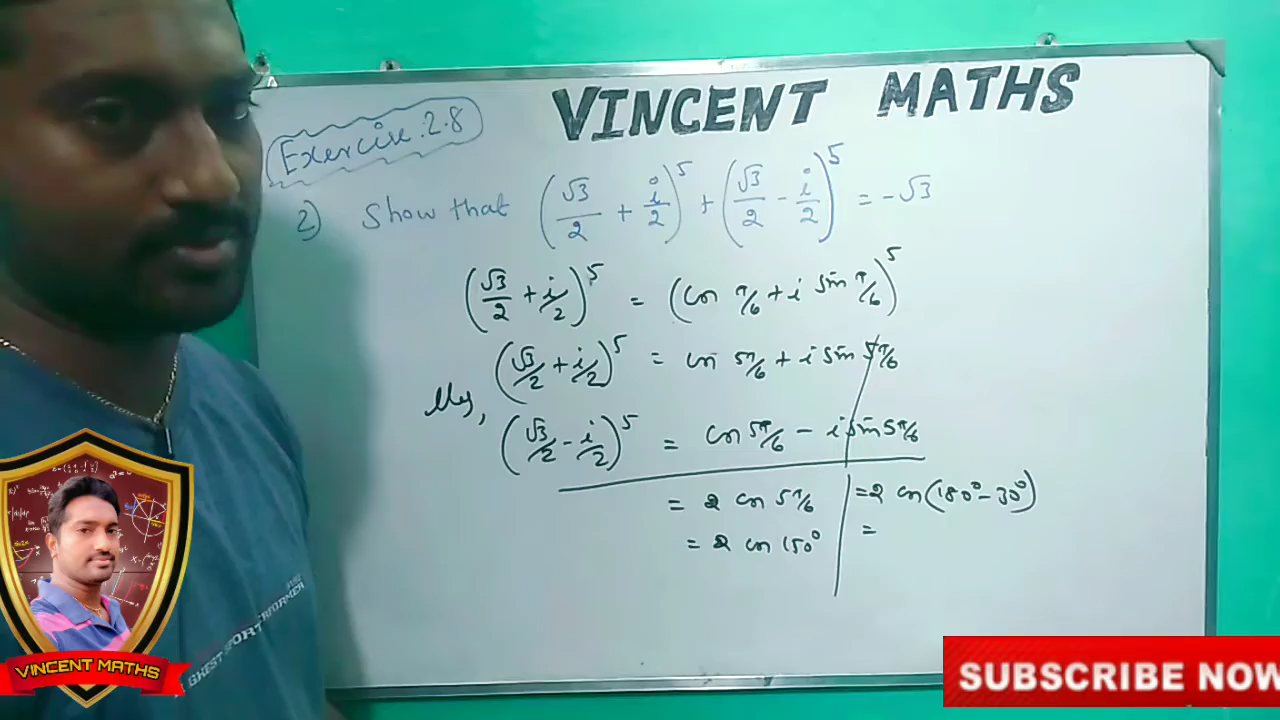 VINCENT MATHS
Exercise: 2.8
2) Show that (√3/2 + i/2)^5 + (√3/2 - i/2)^5 = -√3
(√3/2 + i/2)^5 = (cos π/6 + i sin π/6)^5
(√3/2 + i/2)^5 = cos 5π/6 + i sin 5π/6
lly,
(√3/2 - i/2)^5 = cos 5π/6 - i sin 5π/6
= 2 cos 5π/6
= 2 cos 150°
= 2 cos(180° - 30°)
=
VINCENT MATHS
SUBSCRIBE NOW